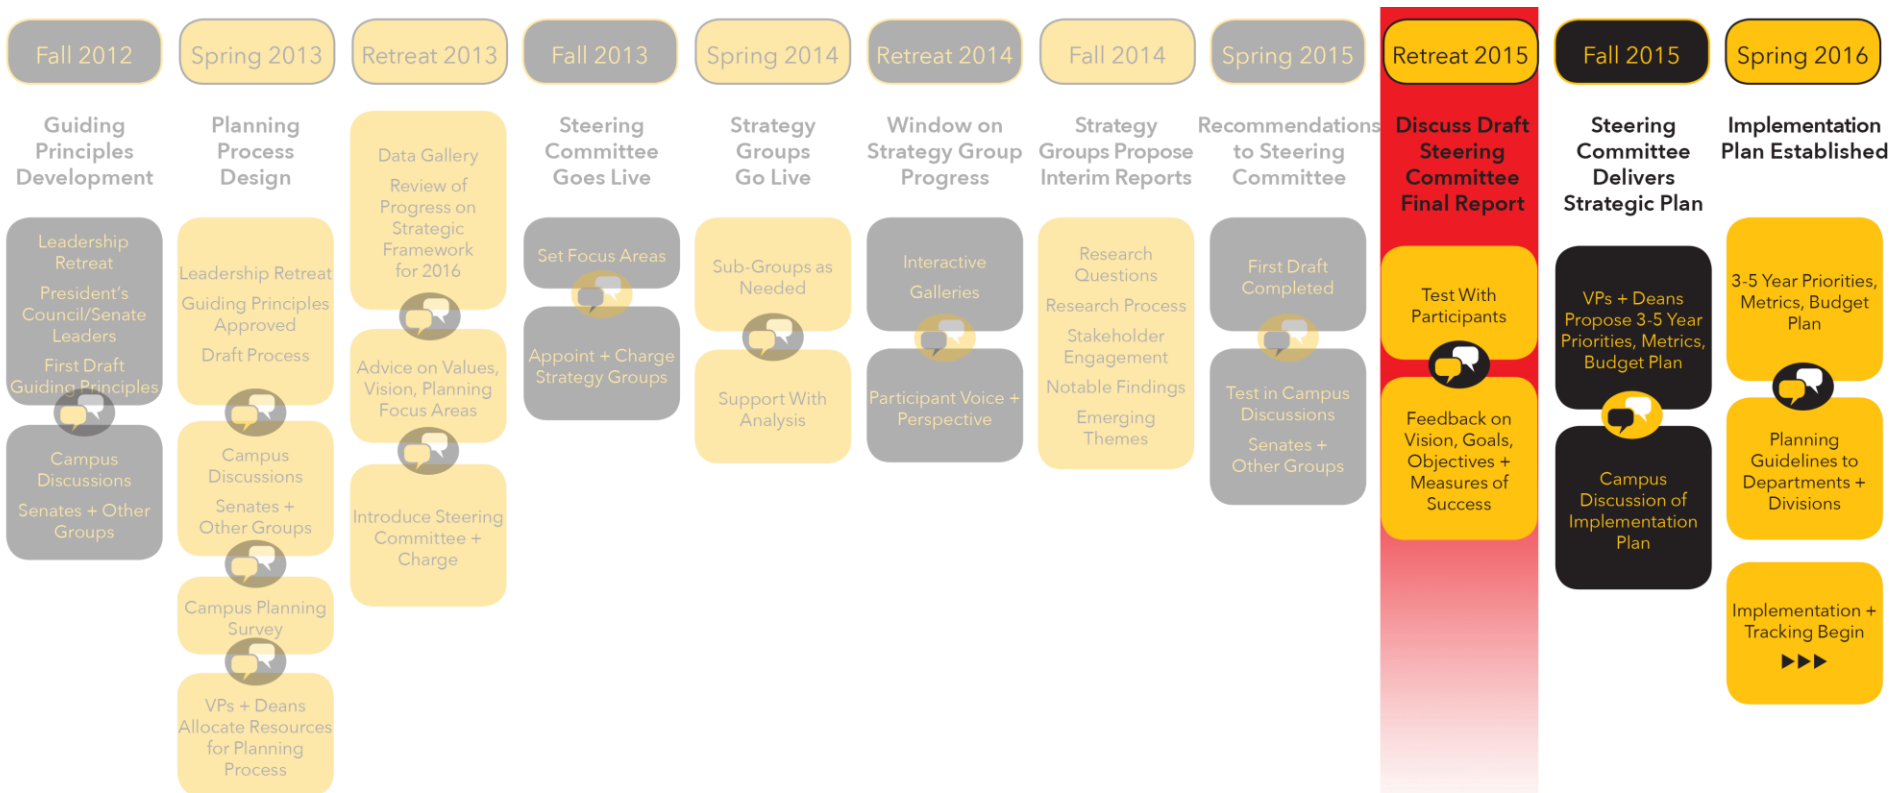 Fall 2012
Guiding
Principles
Development
Leadership
Retreat
President's
Council/Senate
Leaders
First Draft
Guiding Principles
Campus
Discussions
Senates + Other
Groups
Spring 2013
Planning
Process
Design
Leadership Retreat
Guiding Principles
Approved
Draft Process
Campus
Discussions
Senates +
Other Groups
Campus Planning
Survey
VPs + Deans
Allocate Resources
for Planning
Process
Retreat 2013
Data Gallery
Review of
Progress on
Strategic
Framework
for 2016
Advice on Values,
Vision, Planning
Focus Areas
Introduce Steering
Committee +
Charge
Fall 2013
Steering
Committee
Goes Live
Set Focus Areas
Appoint + Charge
Strategy Groups
Spring 2014
Strategy
Groups
Go Live
Sub-Groups as
Needed
Support With
Analysis
Retreat 2014
Window on
Strategy Group
Progress
Interactive
Galleries
Participant Voice +
Perspective
Fall 2014
Strategy
Groups Propose
Interim Reports
Research
Questions
Research Process
Stakeholder
Engagement
Notable Findings
Emerging
Themes
Spring 2015
Recommendations
to Steering
Committee
First Draft
Completed
Test in Campus
Discussions
Senates +
Other Groups
Retreat 2015
Discuss Draft
Steering
Committee
Final Report
Test With
Participants
Feedback on
Vision, Goals,
Objectives +
Measures of
Success
Fall 2015
Steering
Committee
Delivers
Strategic Plan
VPs + Deans
Propose 3-5 Year
Priorities, Metrics,
Budget Plan
Campus
Discussion of
Implementation
Plan
Spring 2016
Implementation
Plan Established
3-5 Year Priorities,
Metrics, Budget
Plan
Planning
Guidelines to
Departments +
Divisions
Implementation +
Tracking Begin